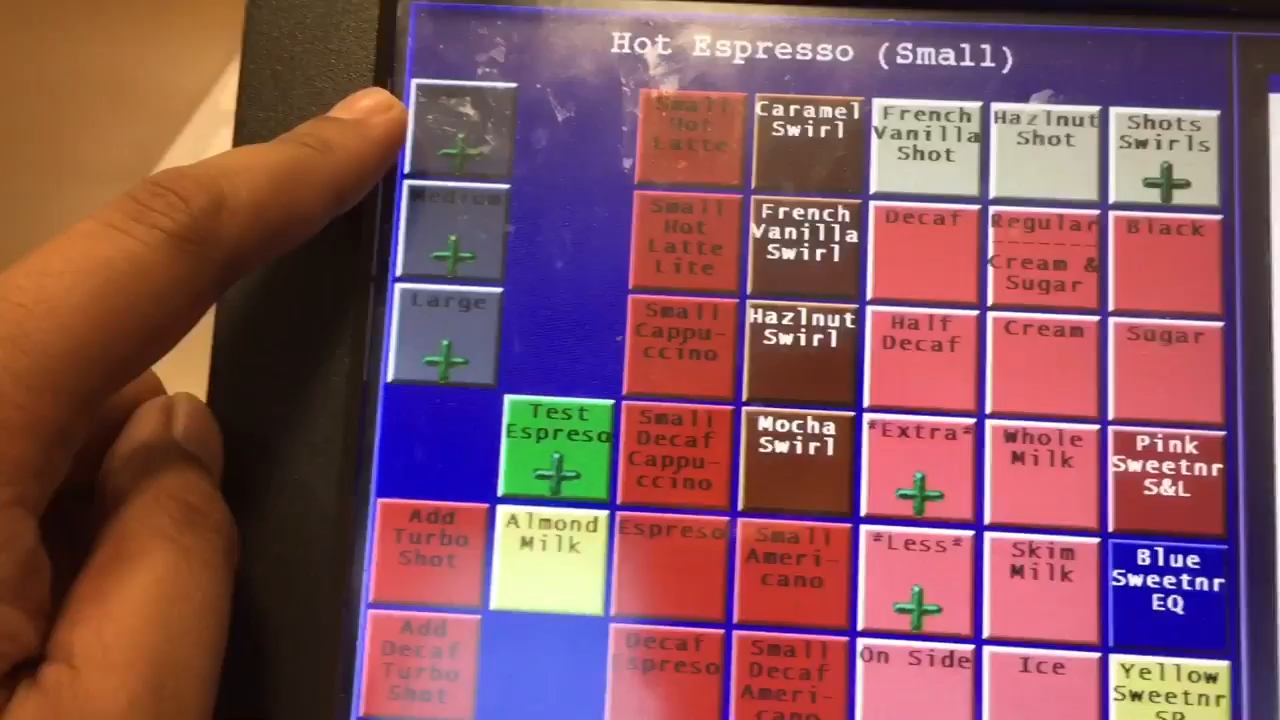 Hot Espresso (Small)
Small
Hot
Latte
Caramel
Swirl
French
Vanilla
Shot
Hazlnut
Shot
Shots
Swirls
Medium
Small
Hot
Latte
Lite
French
Vanilla
Swirl
Decaf
Regular
--------
Cream &
Sugar
Black
Large
Small
Cappu-
ccino
Hazlnut
Swirl
Half
Decaf
Cream
Sugar
Test
Espreso
Small
Decaf
Cappu-
ccino
Mocha
Swirl
*Extra*
Whole
Milk
Pink
Sweetnr
S&L
Add
Turbo
Shot
Almond
Milk
Espreso
Small
Ameri-
cano
*Less*
Skim
Milk
Blue
Sweetnr
EQ
Add
Decaf
Turbo
Shot
Decaf
Espreso
Small
Decaf
Ameri-
cano
On Side
Ice
Yellow
Sweetnr
SP